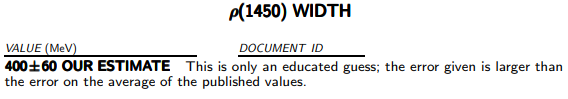 ρ(1450) WIDTH
VALUE (MeV) DOCUMENT ID
400±60 OUR ESTIMATE This is only an educated guess; the error given is larger than
the error on the average of the published values.